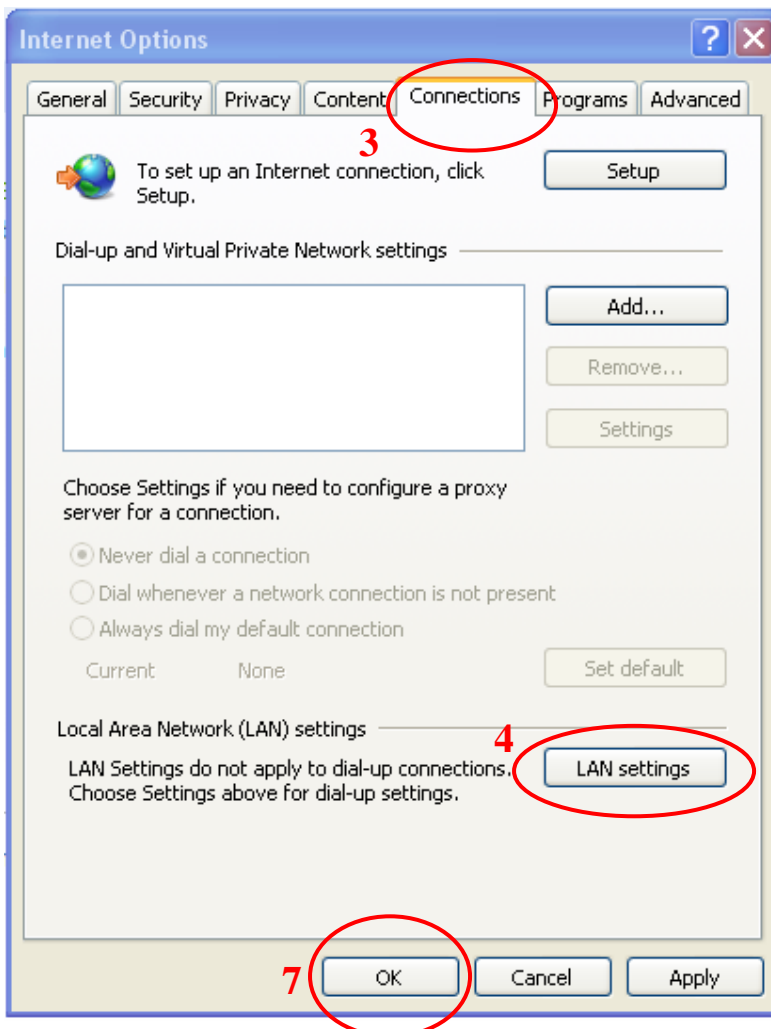 Internet Options
General Security Privacy Content Connections Programs Advanced
3
To set up an Internet connection, click
Setup.
Setup
Dial-up and Virtual Private Network settings
Add...
Remove...
Settings
Choose Settings if you need to configure a proxy
server for a connection.
Never dial a connection
Dial whenever a network connection is not present
Always dial my default connection
Current None
Set default
Local Area Network (LAN) settings
4
LAN Settings do not apply to dial-up connections.
Choose Settings above for dial-up settings.
LAN settings
7
OK Cancel Apply